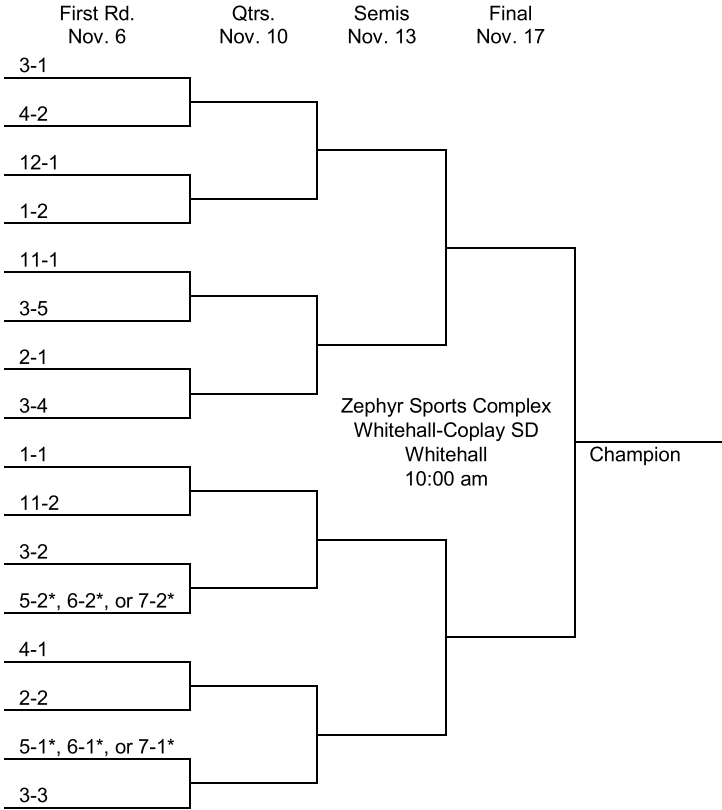 First Rd. Qtrs. Semis Final
Nov. 6 Nov. 10 Nov. 13 Nov. 17
3-1
4-2
12-1
1-2
11-1
3-5
2-1
3-4
Zephyr Sports Complex
Whitehall-Coplay SD
Whitehall
10:00 am
Champion
1-1
11-2
3-2
5-2*, 6-2*, or 7-2*
4-1
2-2
5-1*, 6-1*, or 7-1*
3-3